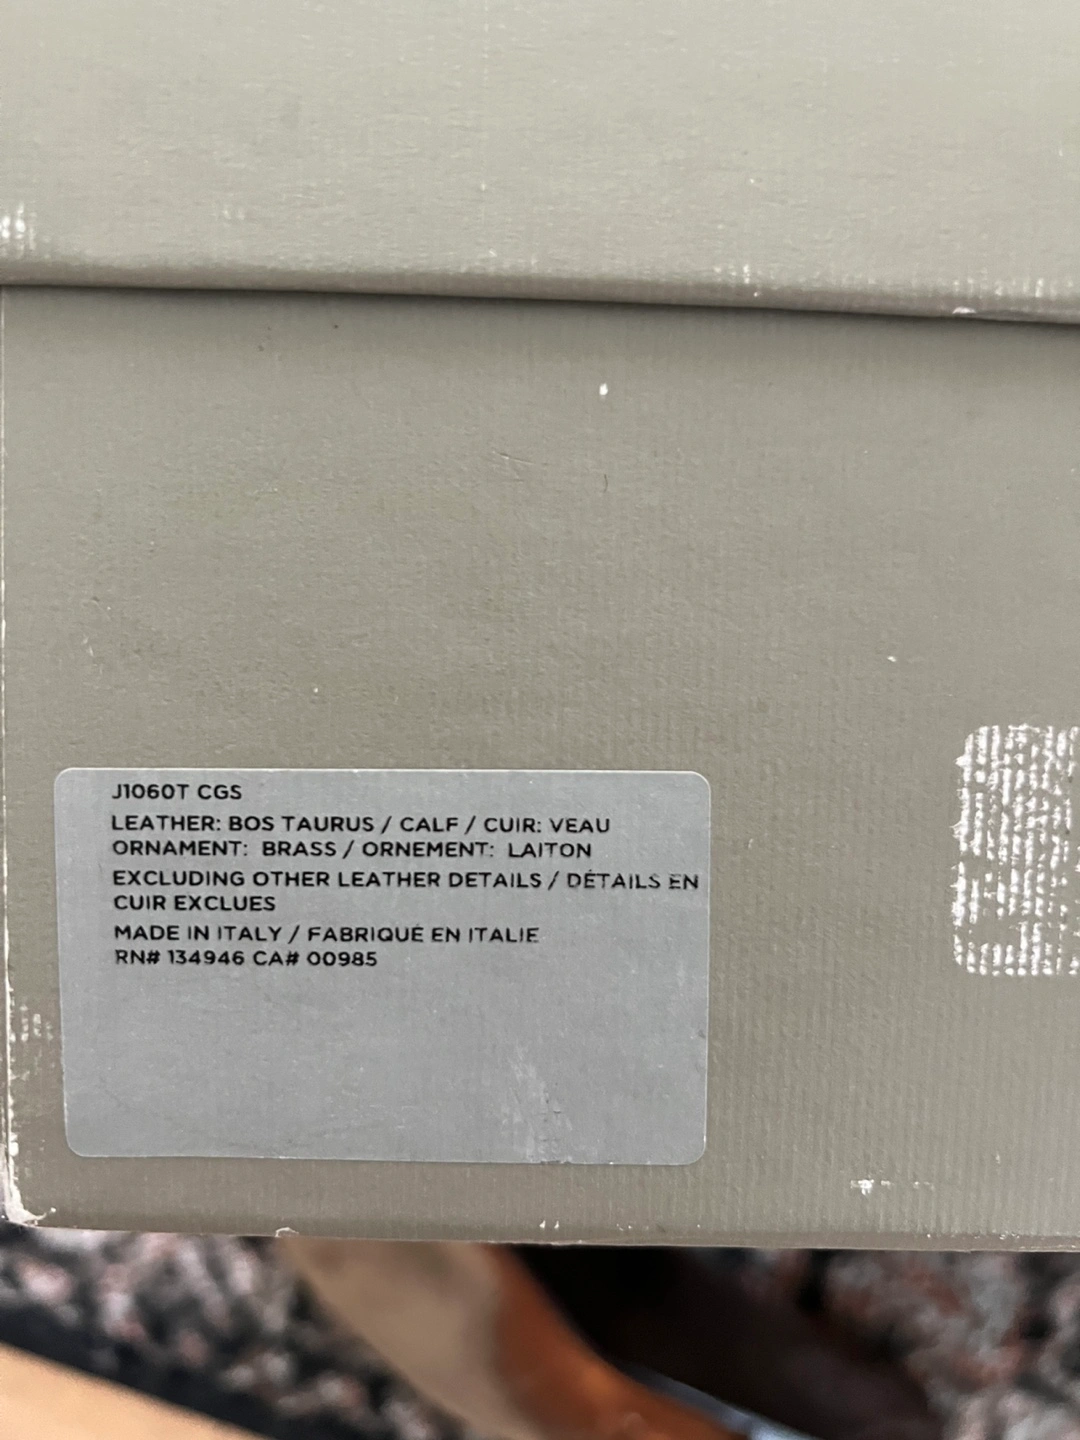 J1060T CGS
LEATHER: BOS TAURUS / CALF / CUIR: VEAU
ORNAMENT: BRASS / ORNEMENT: LAITON
EXCLUDING OTHER LEATHER DETAILS / DÉTAILS EN
CUIR EXCLUES
MADE IN ITALY / FABRIQUÉ EN ITALIE
RN# 134946 CA# 00985